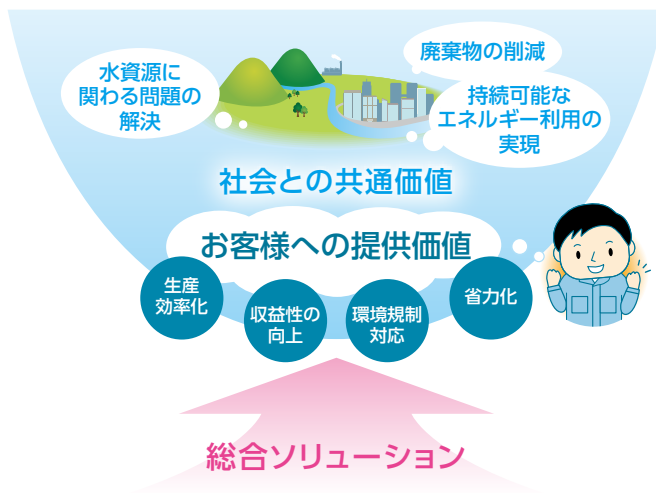 水資源に
関わる問題の
解決
廃棄物の削減
持続可能な
エネルギー利用の
実現
社会との共通価値
お客様への提供価値
生産
効率化
収益性の
向上
環境規制
対応
省力化
総合ソリューション